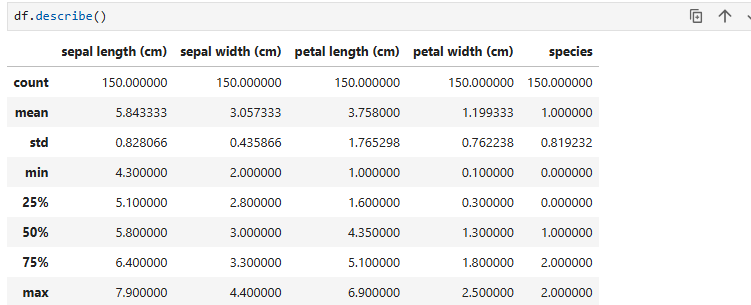 df.describe()
sepal length (cm) sepal width (cm) petal length (cm) petal width (cm) species
count 150.000000 150.000000 150.000000 150.000000 150.000000
mean 5.843333 3.057333 3.758000 1.199333 1.000000
std 0.828066 0.435866 1.765298 0.762238 0.819232
min 4.300000 2.000000 1.000000 0.100000 0.000000
25% 5.100000 2.800000 1.600000 0.300000 0.000000
50% 5.800000 3.000000 4.350000 1.300000 1.000000
75% 6.400000 3.300000 5.100000 1.800000 2.000000
max 7.900000 4.400000 6.900000 2.500000 2.000000